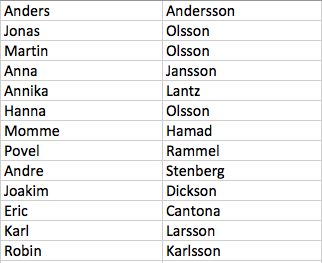 Anders Andersson
Jonas Olsson
Martin Olsson
Anna Jansson
Annika Lantz
Hanna Olsson
Momme Hamad
Povel Rammel
Andre Stenberg
Joakim Dickson
Eric Cantona
Karl Larsson
Robin Karlsson